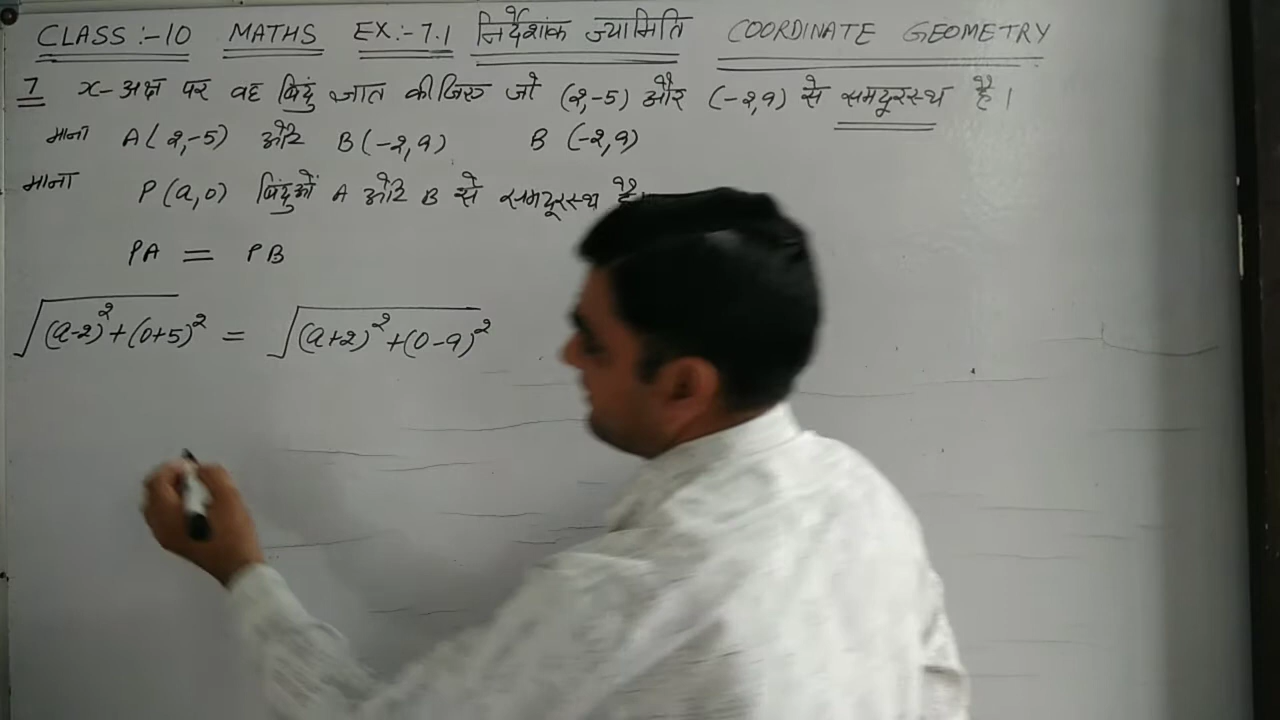 CLASS:-10 MATHS EX:-7.1 निर्देशांक ज्यामिति COORDINATE GEOMETRY
7 x-अक्ष पर वह बिंदु ज्ञात कीजिए जो (2,-5) और (-2,9) से समदूरस्थ है।
माना A(2,-5) और B(-2,9) B (-2,9)
माना P(a,0) बिंदुओं A और B से समदूरस्थ है।
PA = PB
√(a-2)²+(0+5)² = √(a+2)²+(0-9)²